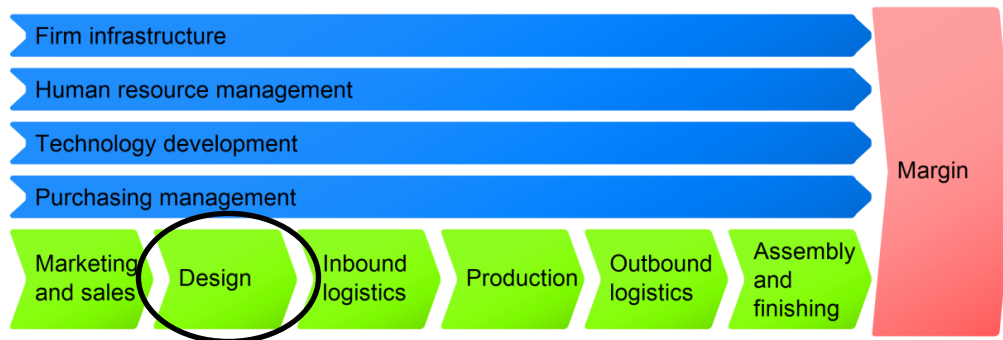 Firm infrastructure
Human resource management
Technology development
Purchasing management
Margin
Marketing
and sales
Design
Inbound
logistics
Production
Outbound
logistics
Assembly
and
finishing